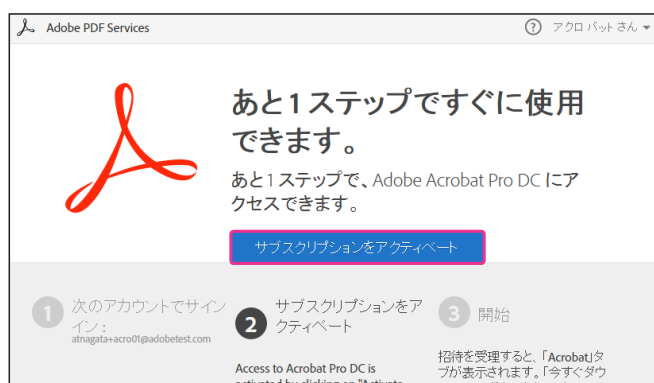 Adobe PDF Services
? アクロ バット さん
あと1ステップですぐに使用
できます。
あと1ステップで、Adobe Acrobat Pro DC にア
クセスできます。
サブスクリプションをアクティベート
1 次のアカウントでサイン
イン :
atnagata+acro01@adobetest.com
2 サブスクリプションをア
クティベート
Access to Acrobat Pro DC is
activated by clicking on "Activate
3 開始
招待を受理すると、「Acrobat」タ
ブが表示されます。「今すぐダウ